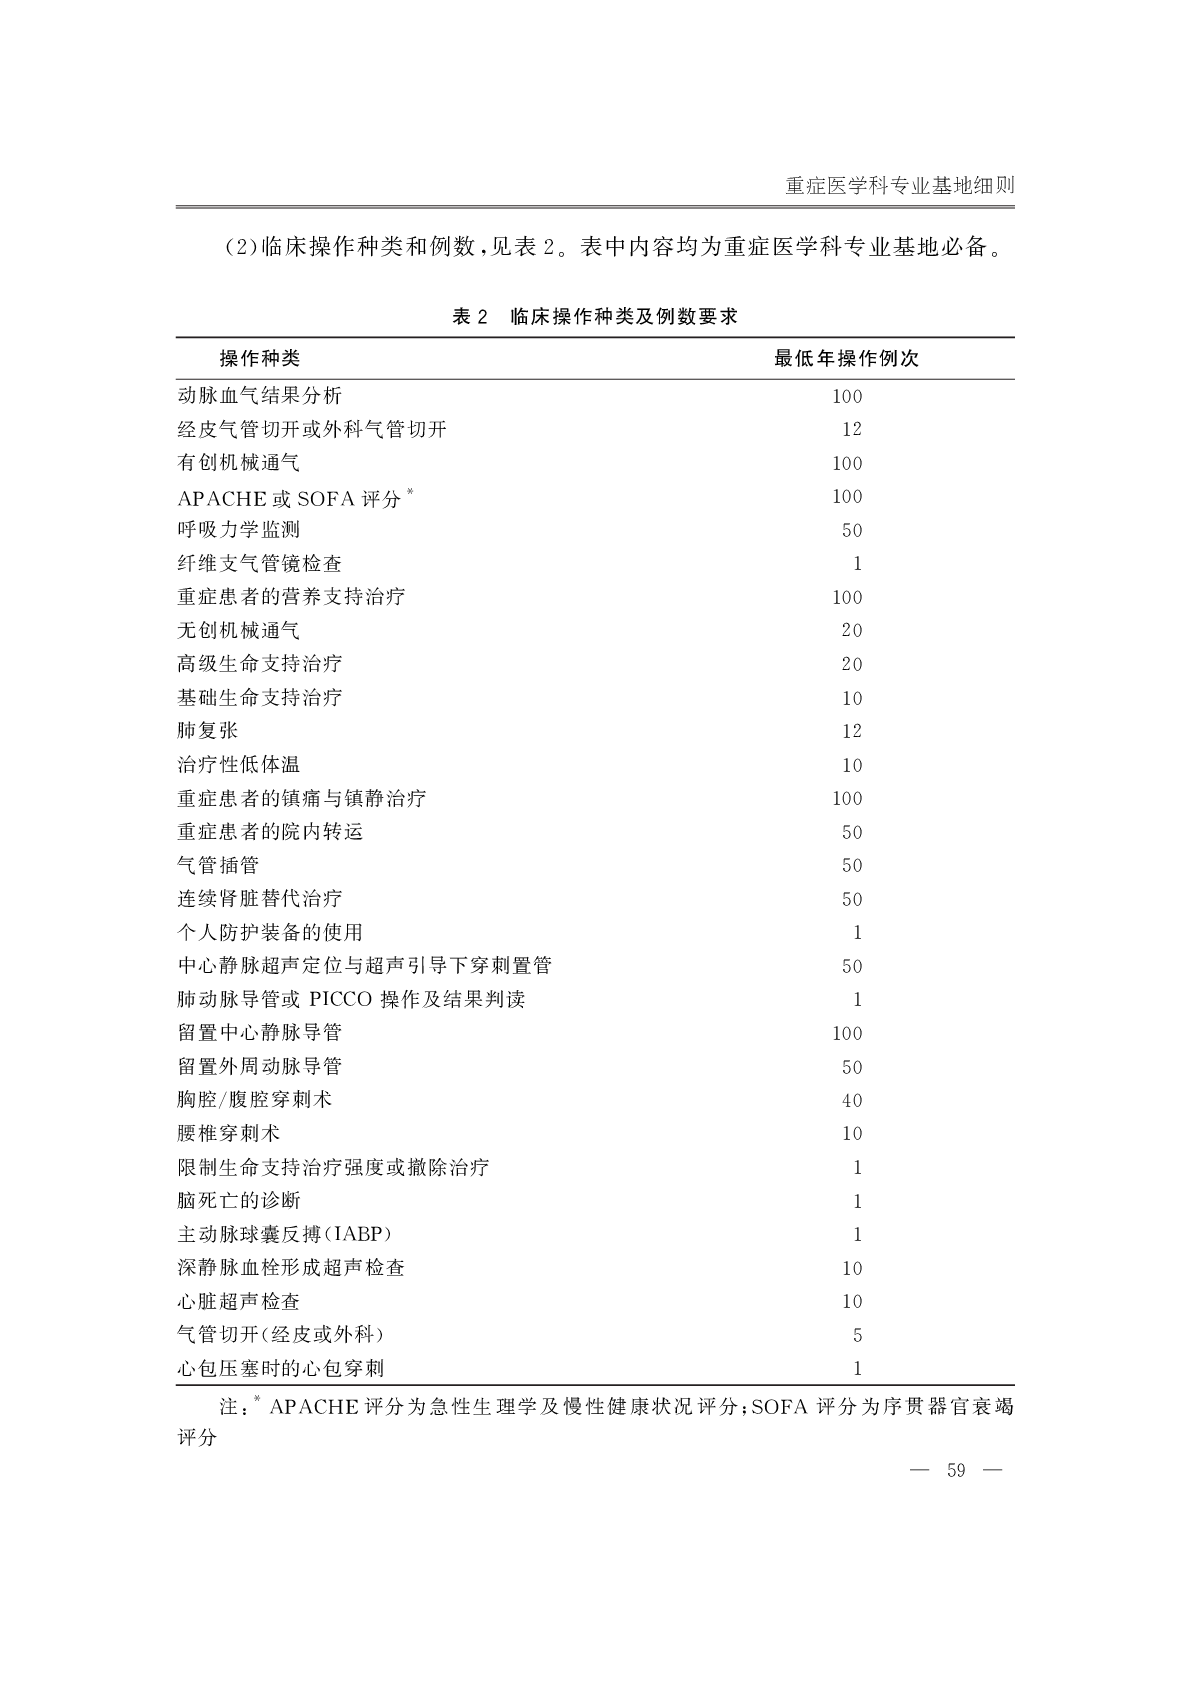 重症医学科专业基地细则
(2)临床操作种类和例数,见表 2。表中内容均为重症医学科专业基地必备。
表 2 临床操作种类及例数要求
操作种类 最低年操作例次
动脉血气结果分析 100
经皮气管切开或外科气管切开 12
有创机械通气 100
APACHE 或 SOFA 评分* 100
呼吸力学监测 50
纤维支气管镜检查 1
重症患者的营养支持治疗 100
无创机械通气 20
高级生命支持治疗 20
基础生命支持治疗 10
肺复张 12
治疗性低体温 10
重症患者的镇痛与镇静治疗 100
重症患者的院内转运 50
气管插管 50
连续肾脏替代治疗 50
个人防护装备的使用 1
中心静脉超声定位与超声引导下穿刺置管 50
肺动脉导管或 PICCO 操作及结果判读 1
留置中心静脉导管 100
留置外周动脉导管 50
胸腔/腹腔穿刺术 40
腰椎穿刺术 10
限制生命支持治疗强度或撤除治疗 1
脑死亡的诊断 1
主动脉球囊反搏(IABP) 1
深静脉血栓形成超声检查 10
心脏超声检查 10
气管切开(经皮或外科) 5
心包压塞时的心包穿刺 1
注:* APACHE 评分为急性生理学及慢性健康状况评分;SOFA 评分为序贯器官衰竭
评分
— 59 —